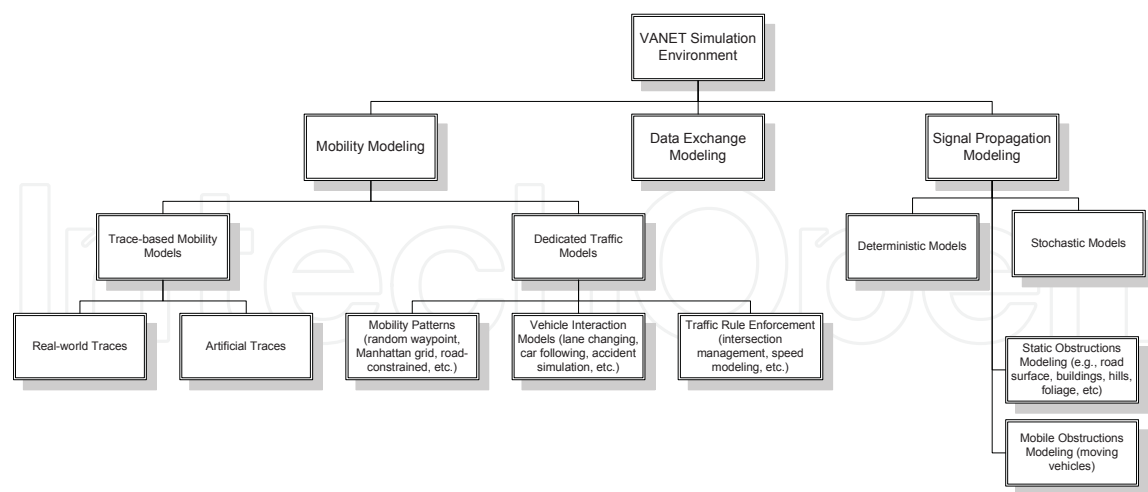 VANET Simulation
Environment
Mobility Modeling
Data Exchange
Modeling
Signal Propagation
Modeling
Trace-based Mobility
Models
Dedicated Traffic
Models
Deterministic Models
Stochastic Models
Real-world Traces
Artificial Traces
Mobility Patterns
(random waypoint,
Manhattan grid, road-
constrained, etc.)
Vehicle Interaction
Models (lane changing,
car following, accident
simulation, etc.)
Traffic Rule Enforcement
(intersection
management, speed
modeling, etc.)
Static Obstructions
Modeling (e.g., road
surface, buildings, hills,
foliage, etc)
Mobile Obstructions
Modeling (moving
vehicles)
IntechOpen